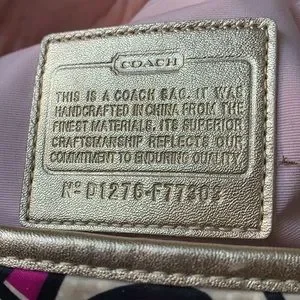 COACH
THIS IS A COACH BAG. IT WAS
HANDCRAFTED IN CHINA FROM THE
FINEST MATERIALS. ITS SUPERIOR
CRAFTSMANSHIP REFLECTS OUR
COMMITMENT TO ENDURING QUALITY.
Nº D1276-F77303